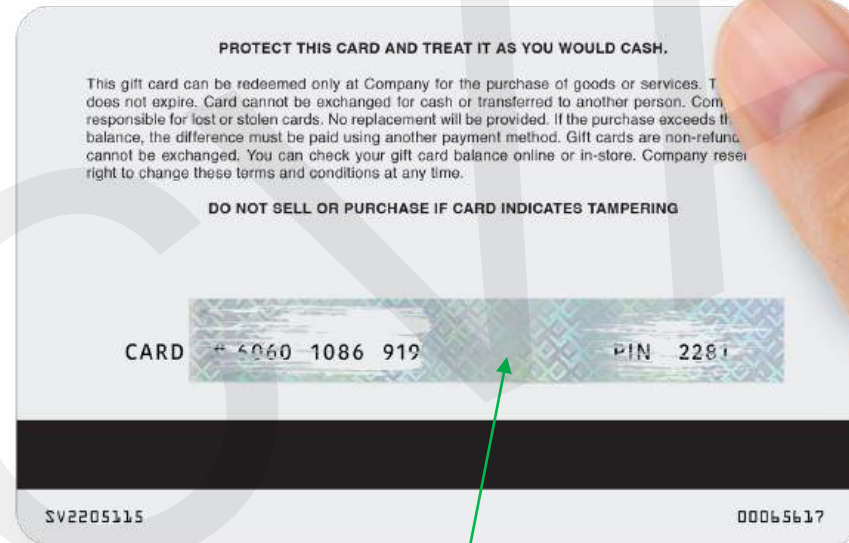 PROTECT THIS CARD AND TREAT IT AS YOU WOULD CASH.
This gift card can be redeemed only at Company for the purchase of goods or services.
does not expire. Card cannot be exchanged for cash or transferred to another person.
responsible for lost or stolen cards. No replacement will be provided. If the purchase exceeds
balance, the difference must be paid using another payment method. Gift cards are
cannot be exchanged. You can check your gift card balance online or in-store. Company
right to change these terms and conditions at any time.
DO NOT SELL OR PURCHASE IF CARD INDICATES TAMPERING
CARD # 6060 1086 919 PIN 2281
SV2205115 00065617